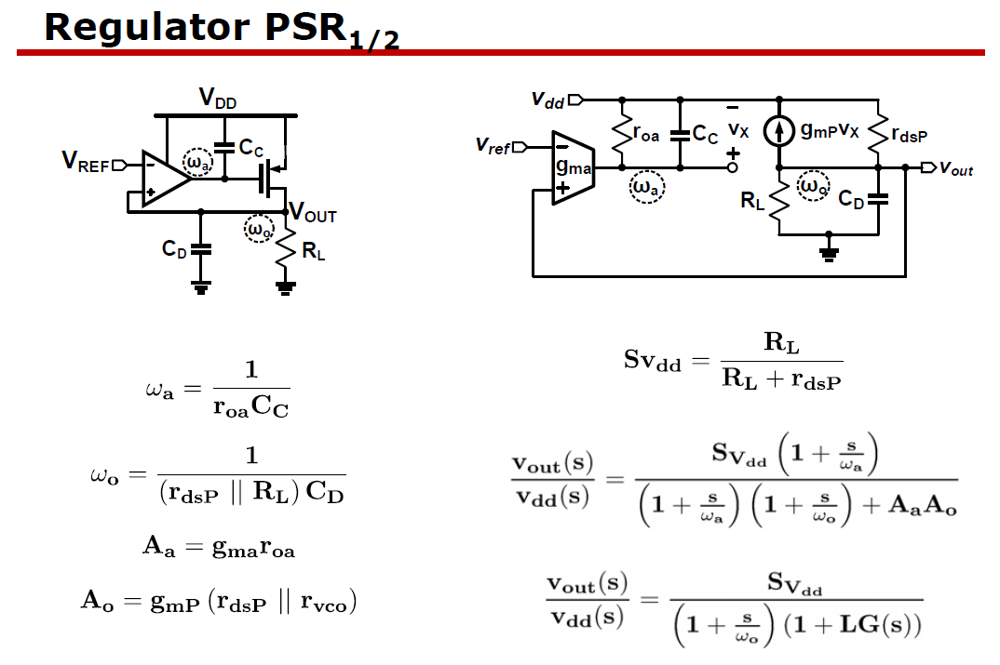 Regulator PSR1/2
VDD
VREF
-
+
ωa
CC
VOUT
ωo
CD
RL
Vdd
Vref
-
+
gma
roa
CC
-
vX
+
gmPvX
rdsP
ωa
RL
ωo
CD
Vout
ωa = 1 / (roaCC)
ωo = 1 / ((rdsP || RL) CD)
Aa = gmaroa
Ao = gmP (rdsP || rvco)
Svdd = RL / (RL + rdsP)
vout(s) / vdd(s) = SVdd (1 + s/ωa) / ((1 + s/ωa) (1 + s/ωo) + AaAo)
vout(s) / vdd(s) = SVdd / ((1 + s/ωo) (1 + LG(s)))